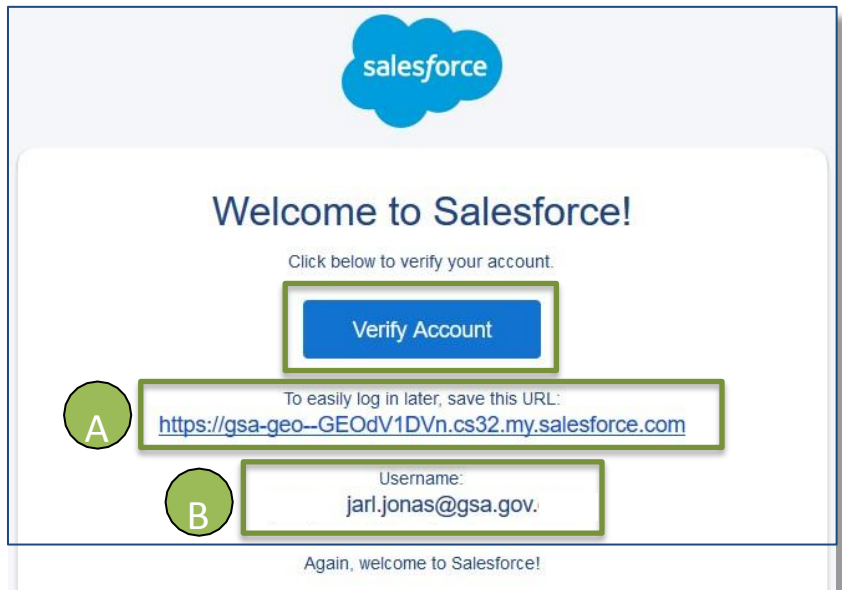 salesforce
Welcome to Salesforce!
Click below to verify your account.
Verify Account
To easily log in later, save this URL:
A
https://gsa-geo--GEOdV1DVn.cs32.my.salesforce.com
Username:
B
jarl.jonas@gsa.gov.
Again, welcome to Salesforce!